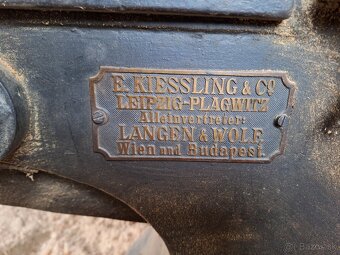 E. KIESSLING & Cº
LEIPZIG-PLAGWITZ
Alleinvertreter:
LANGEN & WOLF
Wien und Budapest.